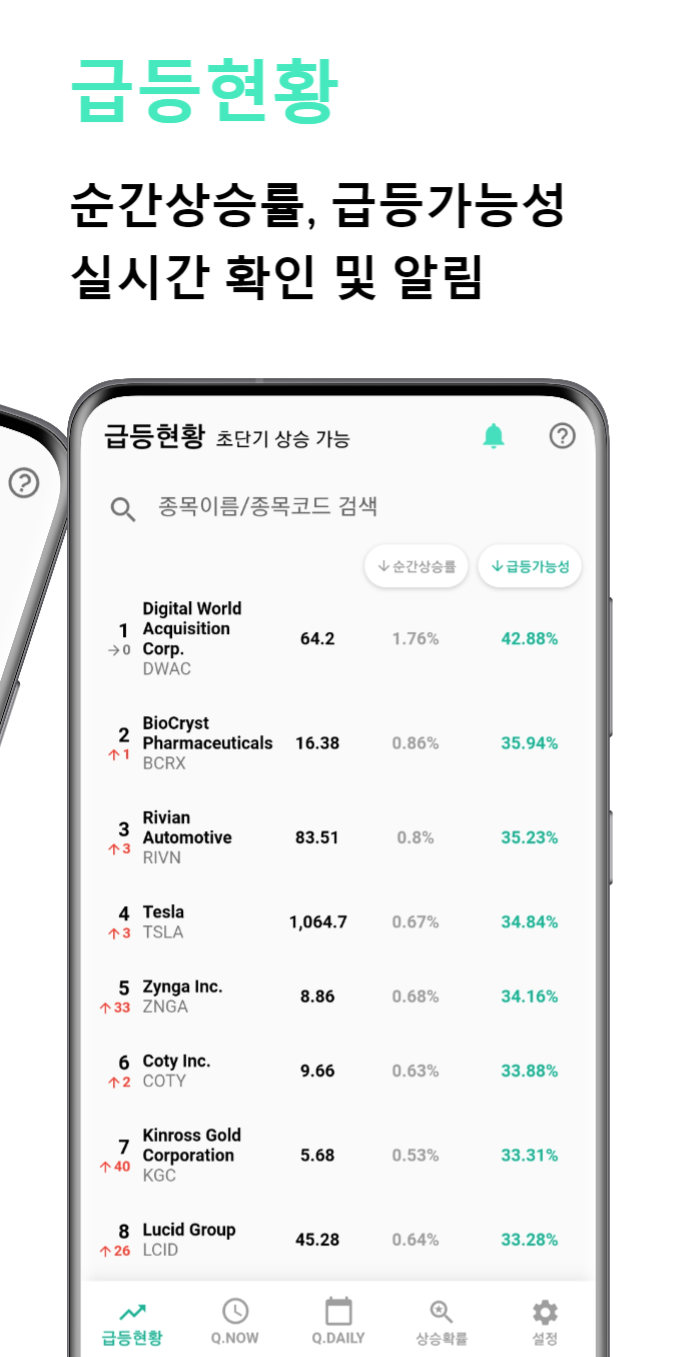 급등현황
순간상승률, 급등가능성
실시간 확인 및 알림
급등현황 초단기 상승 가능
종목이름/종목코드 검색
↓순간상승률 ↓급등가능성
Digital World
1 Acquisition 64.2 1.76% 42.88%
→0 Corp.
DWAC
BioCryst
2 Pharmaceuticals 16.38 0.86% 35.94%
↑1 BCRX
Rivian
3 Automotive 83.51 0.8% 35.23%
↑3 RIVN
4 Tesla 1,064.7 0.67% 34.84%
↑3 TSLA
5 Zynga Inc. 8.86 0.68% 34.16%
↑33 ZNGA
6 Coty Inc. 9.66 0.63% 33.88%
↑2 COTY
Kinross Gold
7 Corporation 5.68 0.53% 33.31%
↑40 KGC
8 Lucid Group 45.28 0.64% 33.28%
↑26 LCID
급등현황 Q.NOW Q.DAILY 상승확률 설정